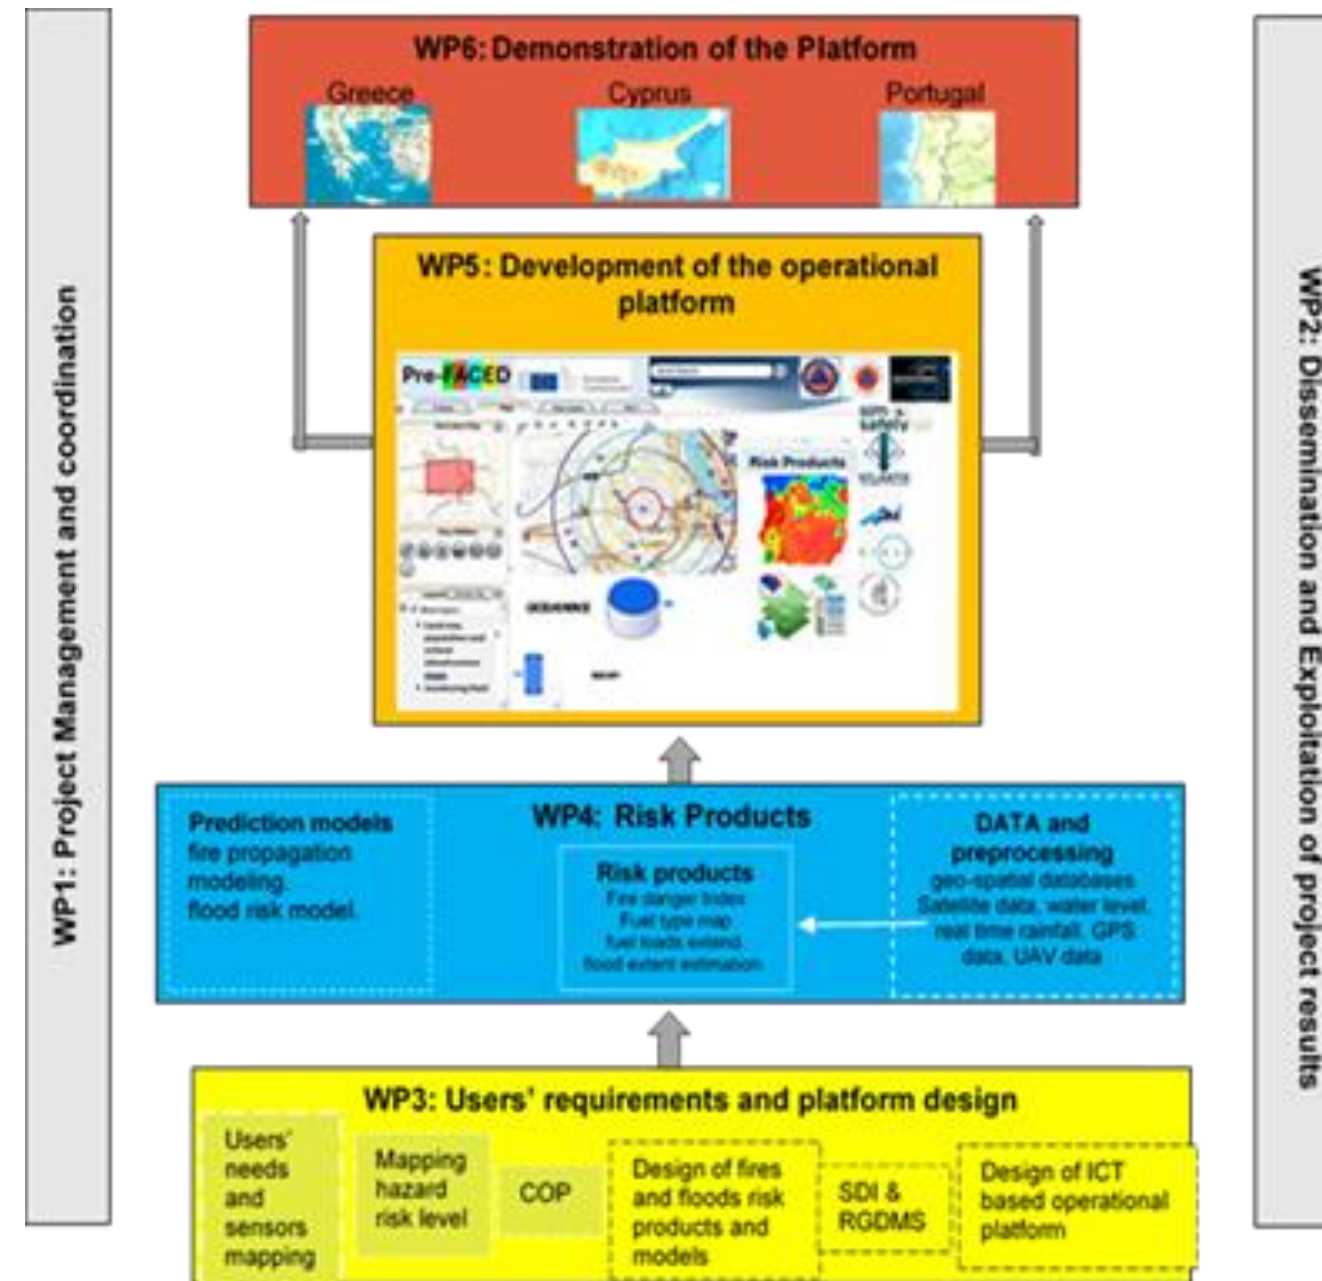 WP1: Project Management and coordination
WP6: Demonstration of the Platform
Greece
Cyprus
Portugal
WP5: Development of the operational
platform
Pre-FACED
Risk Products
WP4: Risk Products
Prediction models
fire propagation
modeling.
flood risk model.
Risk products
Fire danger Index
Fuel type map
fuel loads extend.
flood extent estimation
DATA and
preprocessing
geo-spatial databases
Satellite data, water level,
real time rainfall, GPS
data, UAV data
WP3: Users' requirements and platform design
Users'
needs
and
sensors
mapping
Mapping
hazard
risk level
COP
Design of fires
and floods risk
products and
models
SDI &
RGDMS
Design of ICT
based operational
platform
WP2: Dissemination and Exploitation of project results